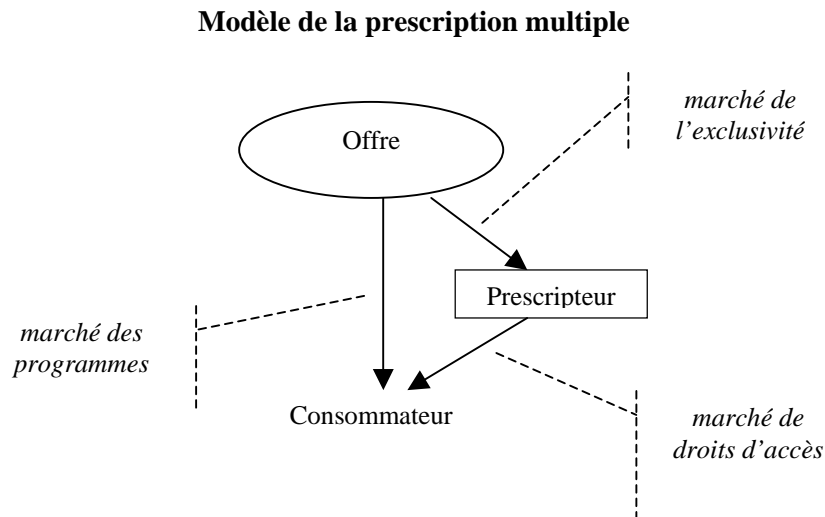 Modèle de la prescription multiple
marché de
l’exclusivité
Offre
Prescripteur
marché des
programmes
Consommateur
marché de
droits d’accès